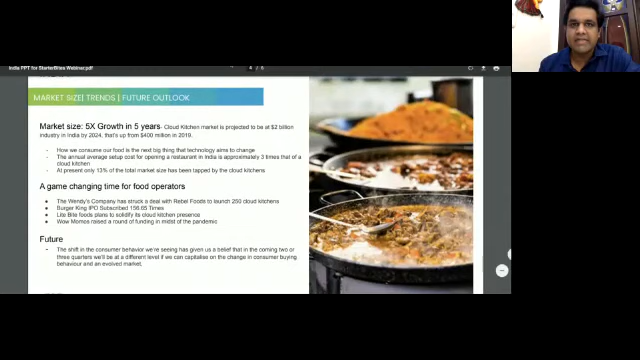 India PPT for StarterBites Webinar.pdf
4 / 6
MARKET SIZE| TRENDS | FUTURE OUTLOOK
Market size: 5X Growth in 5 years- Cloud Kitchen market is projected to be at $2 billion
industry in India by 2024, that's up from $400 million in 2019.
- How we consume our food is the next big thing that technology aims to change
- The annual average setup cost for opening a restaurant in India is approximately 3 times that of a
cloud kitchen
- At present only 13% of the total market size has been tapped by the cloud kitchens
A game changing time for food operators
• The Wendy's Company has struck a deal with Rebel Foods to launch 250 cloud kitchens
• Burger King IPO Subscribed 156.65 Times
• Lite Bite foods plans to solidify its cloud kitchen presence
• Wow Momos raised a round of funding in midst of the pandemic
Future
- The shift in the consumer behavior we're seeing has given us a belief that in the coming two or
three quarters we'll be at a different level if we can capitalise on the change in consumer buying
behaviour and an evolved market.